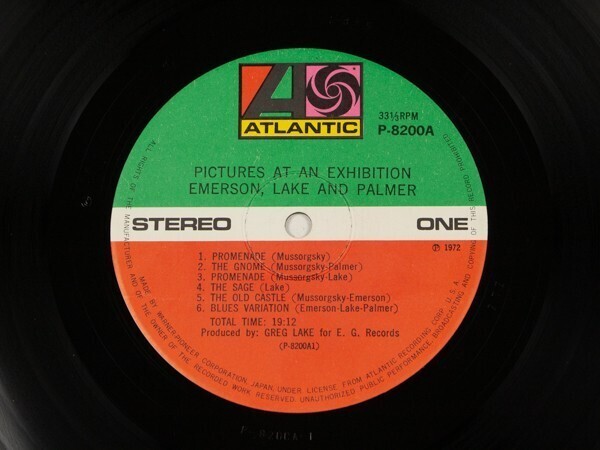 ATLANTIC
33⅓RPM
P-8200A
PICTURES AT AN EXHIBITION
EMERSON, LAKE AND PALMER
STEREO
ONE
Ⓟ 1972
1. PROMENADE (Mussorgsky)
2. THE GNOME (Mussorgsky-Palmer)
3. PROMENADE (Mussorgsky-Lake)
4. THE SAGE (Lake)
5. THE OLD CASTLE (Mussorgsky-Emerson)
6. BLUES VARIATION (Emerson-Lake-Palmer)
TOTAL TIME: 19:12
Produced by: GREG LAKE for E. G. Records
(P-8200A1)
ALL RIGHTS OF THE MANUFACTURER AND OF THE OWNER OF THE RECORDED WORK RESERVED. UNAUTHORIZED PUBLIC PERFORMANCE, BROADCASTING AND COPYING OF THIS RECORD PROHIBITED
MADE BY WARNER-PIONEER CORPORATION, JAPAN, UNDER LICENSE FROM ATLANTIC RECORDING CORP. U.S.A.